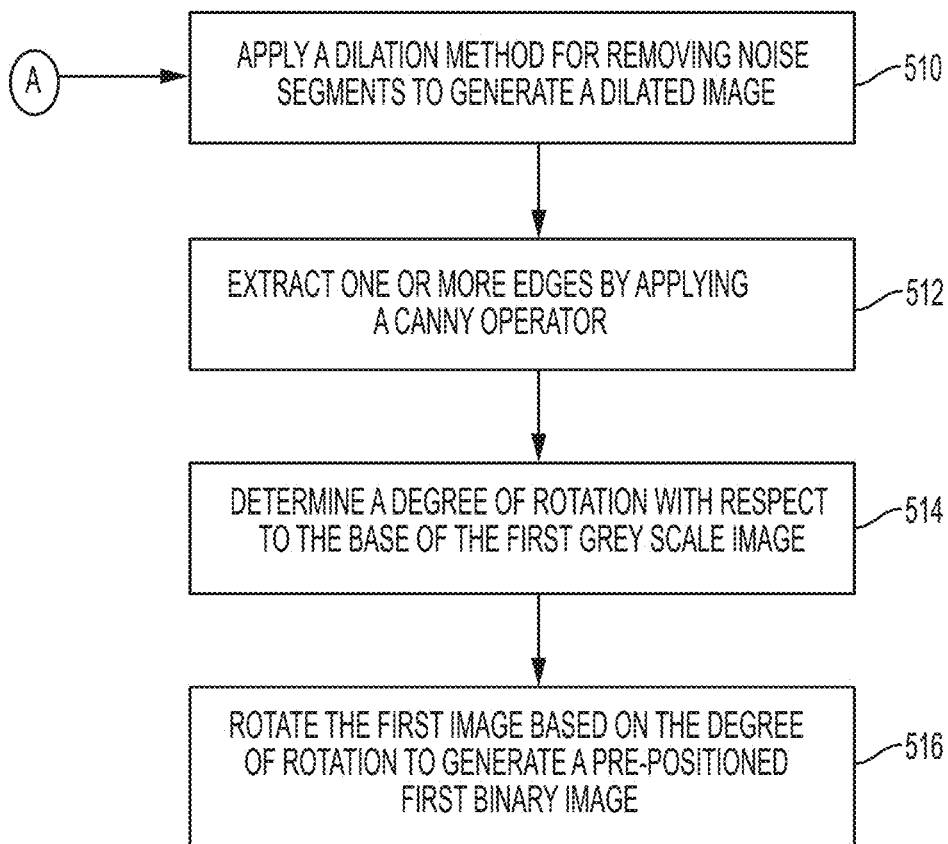 A
APPLY A DILATION METHOD FOR REMOVING NOISE
SEGMENTS TO GENERATE A DILATED IMAGE
510
EXTRACT ONE OR MORE EDGES BY APPLYING
A CANNY OPERATOR
512
DETERMINE A DEGREE OF ROTATION WITH RESPECT
TO THE BASE OF THE FIRST GREY SCALE IMAGE
514
ROTATE THE FIRST IMAGE BASED ON THE DEGREE
OF ROTATION TO GENERATE A PRE-POSITIONED
FIRST BINARY IMAGE
516